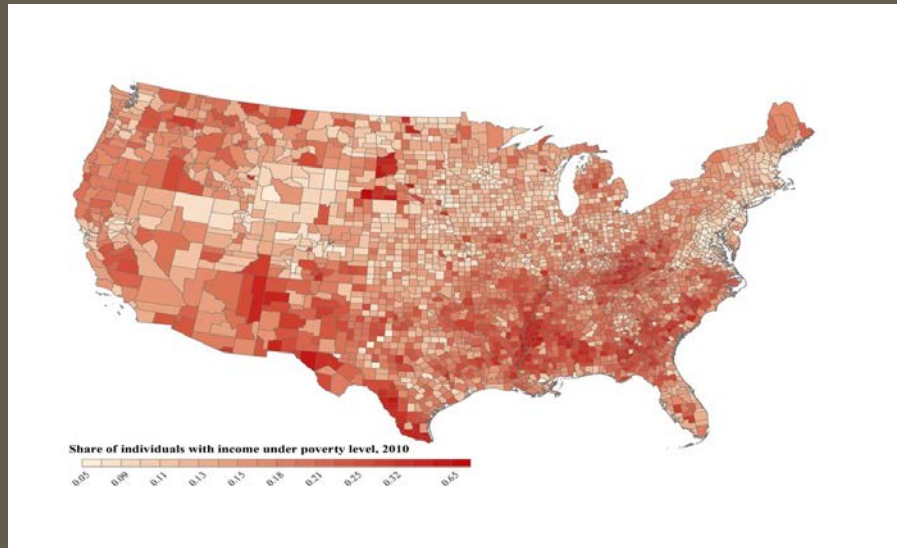 Share of individuals with income under poverty level, 2010
0.05 0.09 0.11 0.13 0.15 0.18 0.21 0.25 0.32 0.65